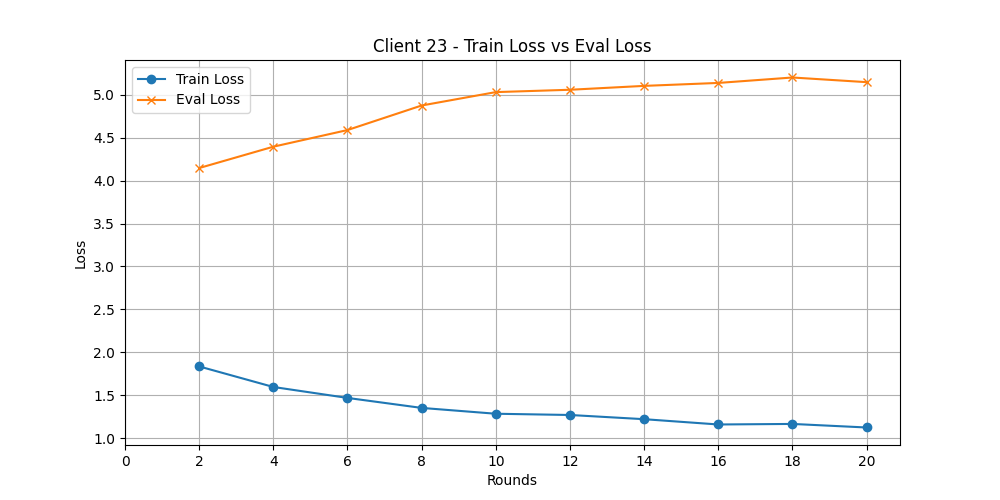 Client 23 - Train Loss vs Eval Loss
Train Loss
Eval Loss
Loss
5.0
4.5
4.0
3.5
3.0
2.5
2.0
1.5
1.0
0 2 4 6 8 10 12 14 16 18 20
Rounds